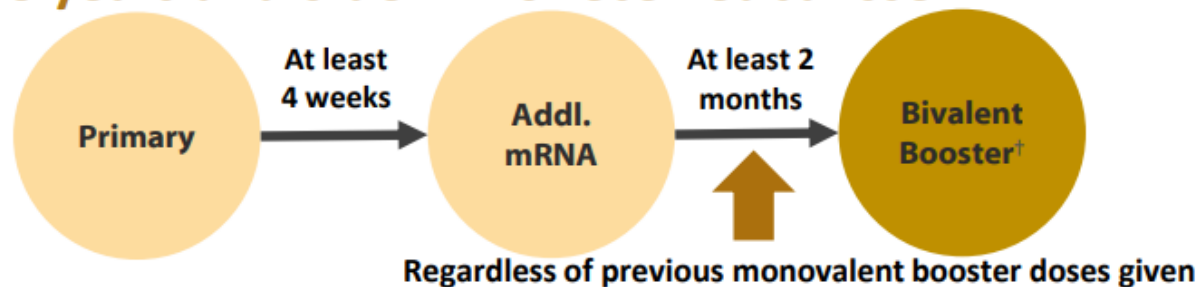 Primary
At least
4 weeks
Addl.
mRNA
At least 2
months
Bivalent
Booster†
Regardless of previous monovalent booster doses given